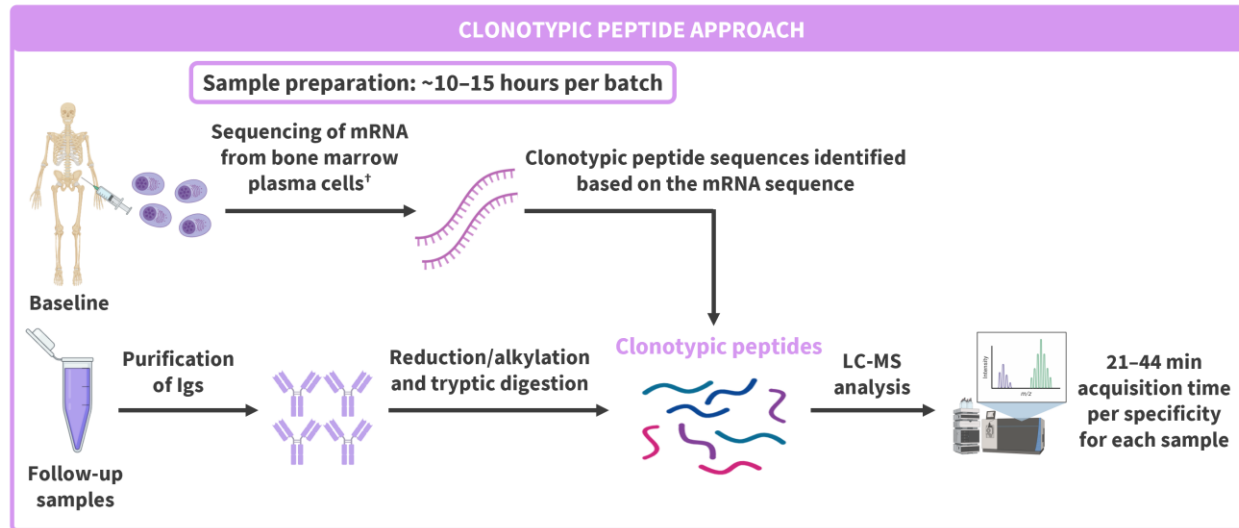 CLONOTYPIC PEPTIDE APPROACH
Sample preparation: ~10–15 hours per batch
Sequencing of mRNA
from bone marrow
plasma cells†
Clonotypic peptide sequences identified
based on the mRNA sequence
Baseline
Purification
of Igs
Reduction/alkylation
and tryptic digestion
Clonotypic peptides
LC-MS
analysis
Intensity
m/z
21–44 min
acquisition time
per specificity
for each sample
Follow-up
samples